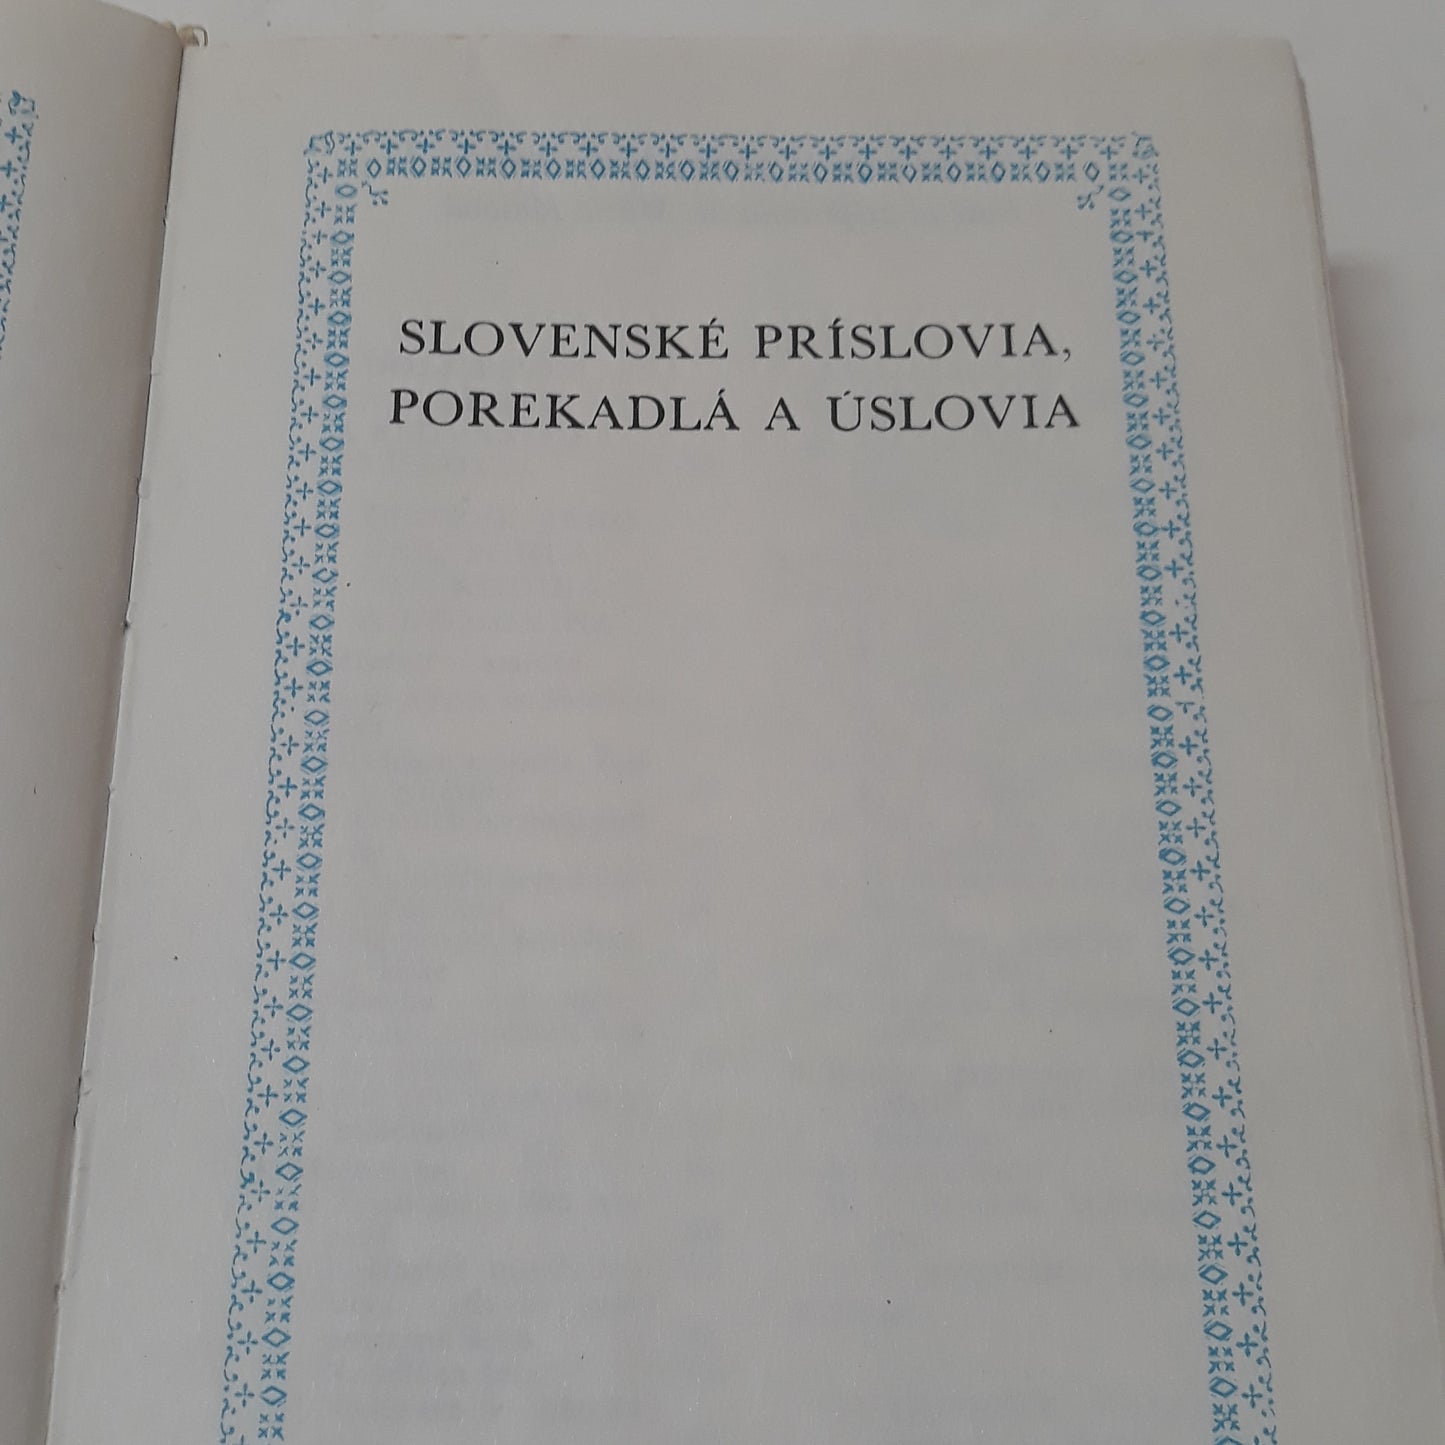 SLOVENSKÉ PRÍSLOVIA,
POREKADLÁ A ÚSLOVIA